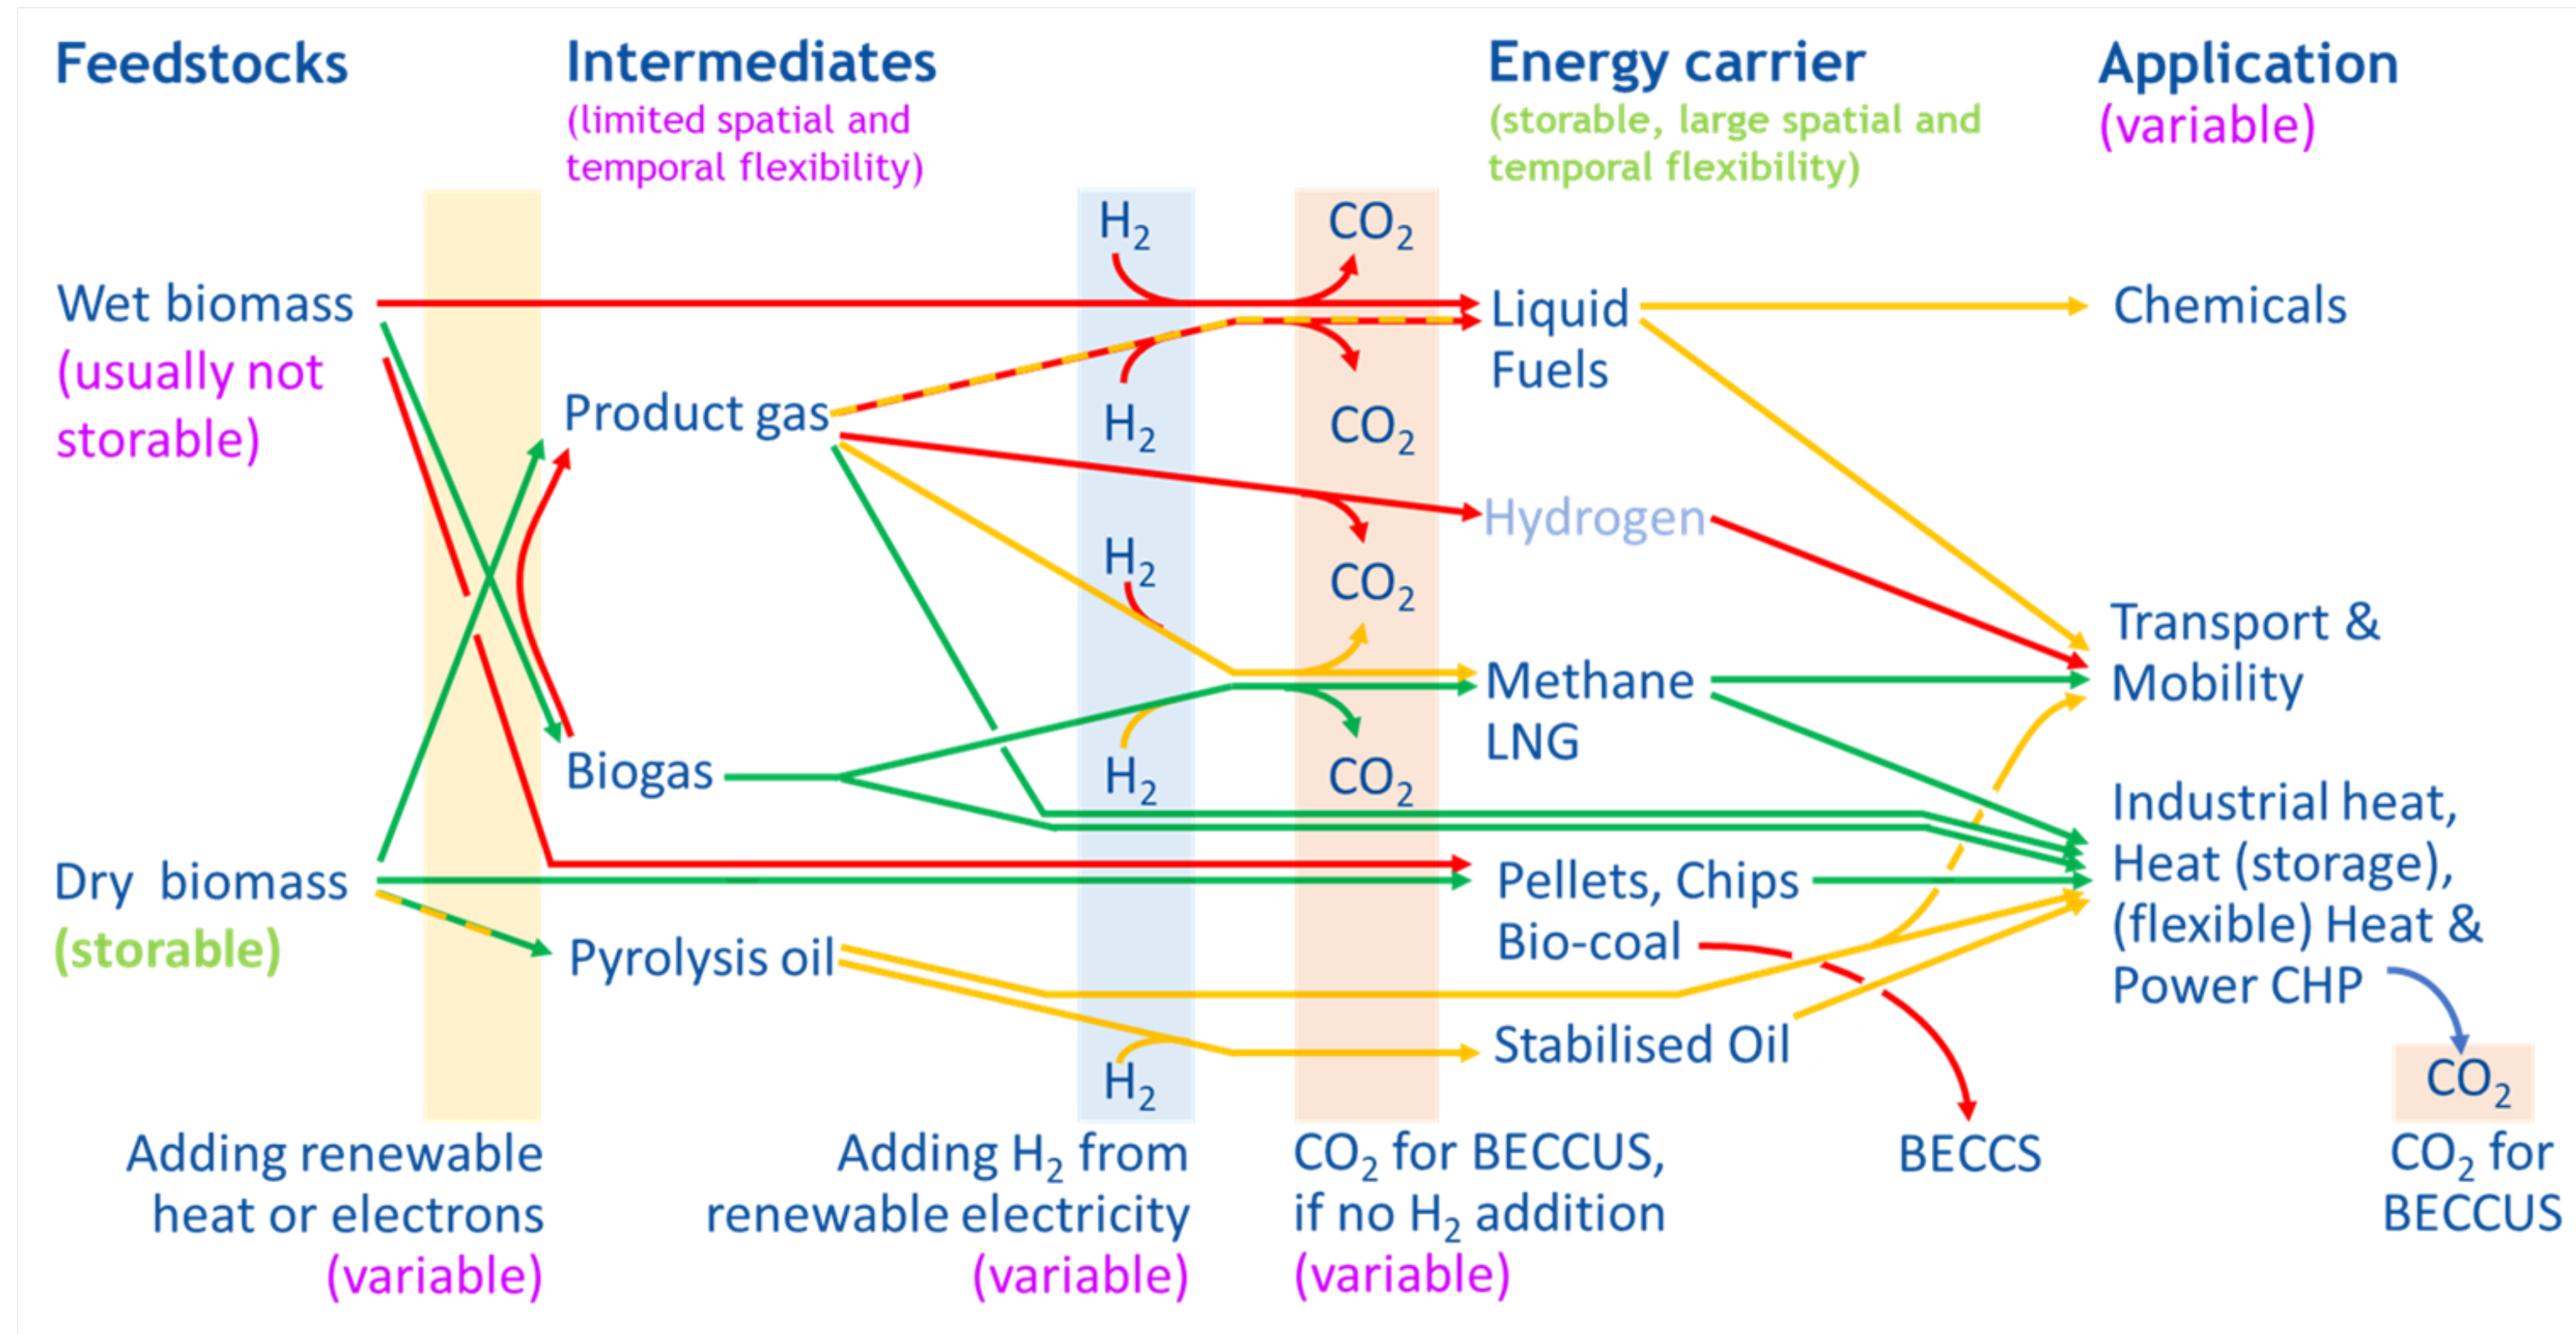 Feedstocks
Intermediates
(limited spatial and
temporal flexibility)
Energy carrier
(storable, large spatial and
temporal flexibility)
Application
(variable)
Wet biomass
(usually not
storable)
Dry biomass
(storable)
Product gas
Biogas
Pyrolysis oil
H₂
H₂
H₂
H₂
H₂
CO₂
CO₂
CO₂
CO₂
Liquid
Fuels
Hydrogen
Methane
LNG
Pellets, Chips
Bio-coal
Stabilised Oil
Chemicals
Transport &
Mobility
Industrial heat,
Heat (storage),
(flexible) Heat &
Power CHP
CO₂
Adding renewable
heat or electrons
(variable)
Adding H₂ from
renewable electricity
(variable)
CO₂ for BECCUS,
if no H₂ addition
(variable)
BECCS
CO₂ for
BECCUS